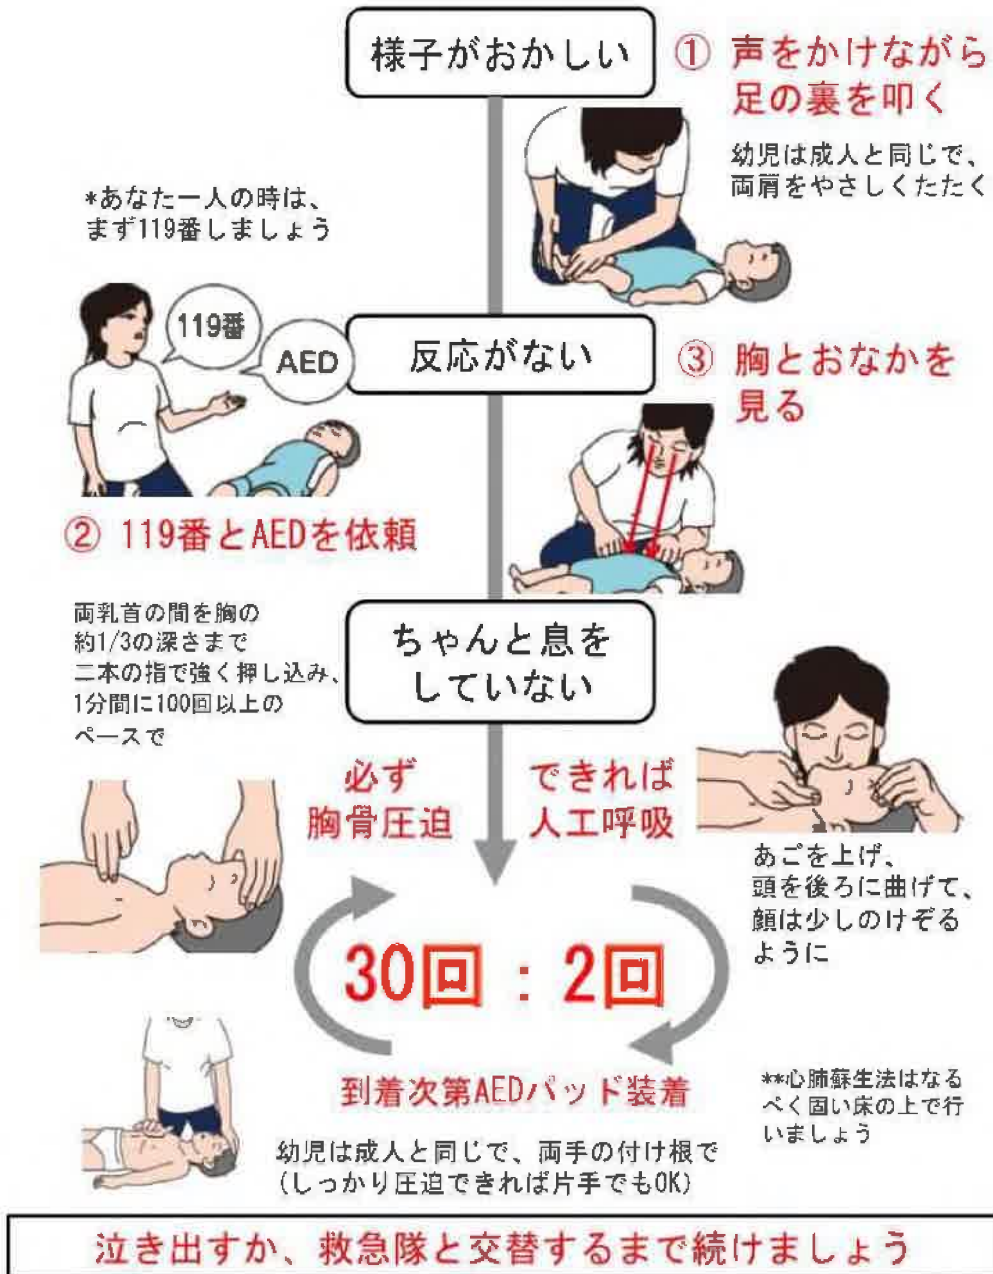 様子がおかしい
① 声をかけながら
足の裏を叩く
幼児は成人と同じで、
両肩をやさしくたたく
*あなた一人の時は、
まず119番しましょう
119番
AED
反応がない
③ 胸とおなかを
見る
② 119番とAEDを依頼
両乳首の間を胸の
約1/3の深さまで
二本の指で強く押し込み、
1分間に100回以上の
ペースで
ちゃんと息を
していない
必ず
胸骨圧迫
できれば
人工呼吸
あごを上げ、
頭を後ろに曲げて、
顔は少しのけぞる
ように
30回：2回
到着次第AEDパッド装着
**心肺蘇生法はなる
べく固い床の上で行
いましょう
幼児は成人と同じで、両手の付け根で
(しっかり圧迫できれば片手でもOK)
泣き出すか、救急隊と交替するまで続けましょう